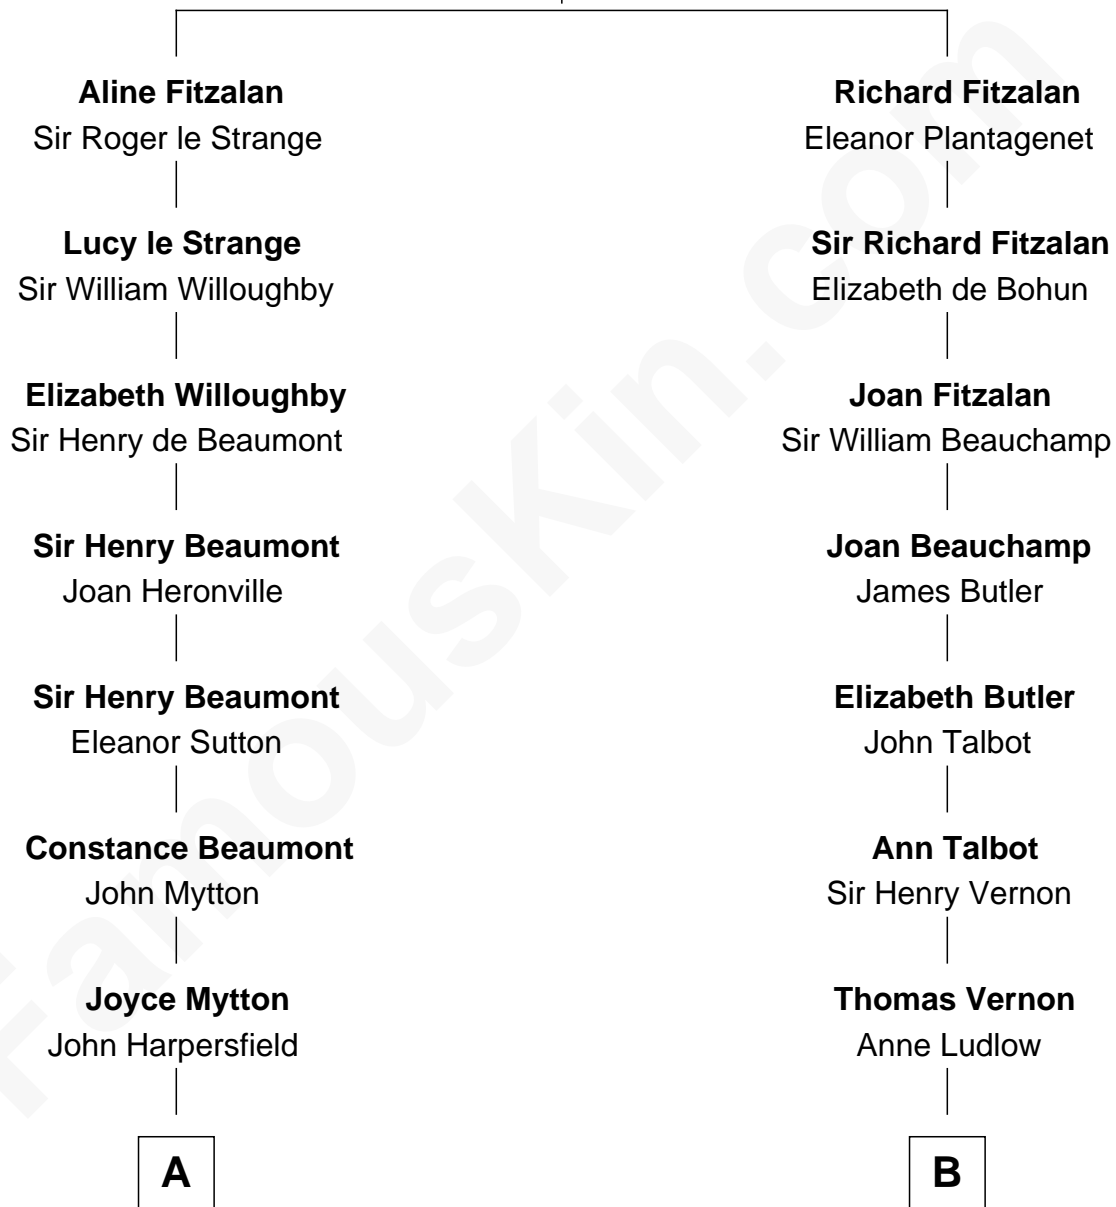 Aline Fitzalan
Sir Roger le Strange
Lucy le Strange
Sir William Willoughby
Elizabeth Willoughby
Sir Henry de Beaumont
Sir Henry Beaumont
Joan Heronville
Sir Henry Beaumont
Eleanor Sutton
Constance Beaumont
John Mytton
Joyce Mytton
John Harpersfield
A
Richard Fitzalan
Eleanor Plantagenet
Sir Richard Fitzalan
Elizabeth de Bohun
Joan Fitzalan
Sir William Beauchamp
Joan Beauchamp
James Butler
Elizabeth Butler
John Talbot
Ann Talbot
Sir Henry Vernon
Thomas Vernon
Anne Ludlow
B
FamousKin.com